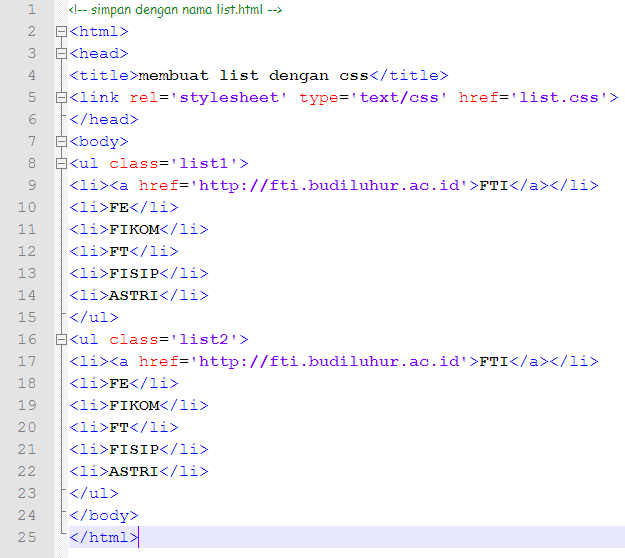 1 <!-- simpan dengan nama list.html -->
2 <html>
3 <head>
4 <title>membuat list dengan css</title>
5 <link rel='stylesheet' type='text/css' href='list.css'>
6 </head>
7 <body>
8 <ul class='list1'>
9 <li><a href='http://fti.budiluhur.ac.id'>FTI</a></li>
10 <li>FE</li>
11 <li>FIKOM</li>
12 <li>FT</li>
13 <li>FISIP</li>
14 <li>ASTRI</li>
15 </ul>
16 <ul class='list2'>
17 <li><a href='http://fti.budiluhur.ac.id'>FTI</a></li>
18 <li>FE</li>
19 <li>FIKOM</li>
20 <li>FT</li>
21 <li>FISIP</li>
22 <li>ASTRI</li>
23 </ul>
24 </body>
25 </html>